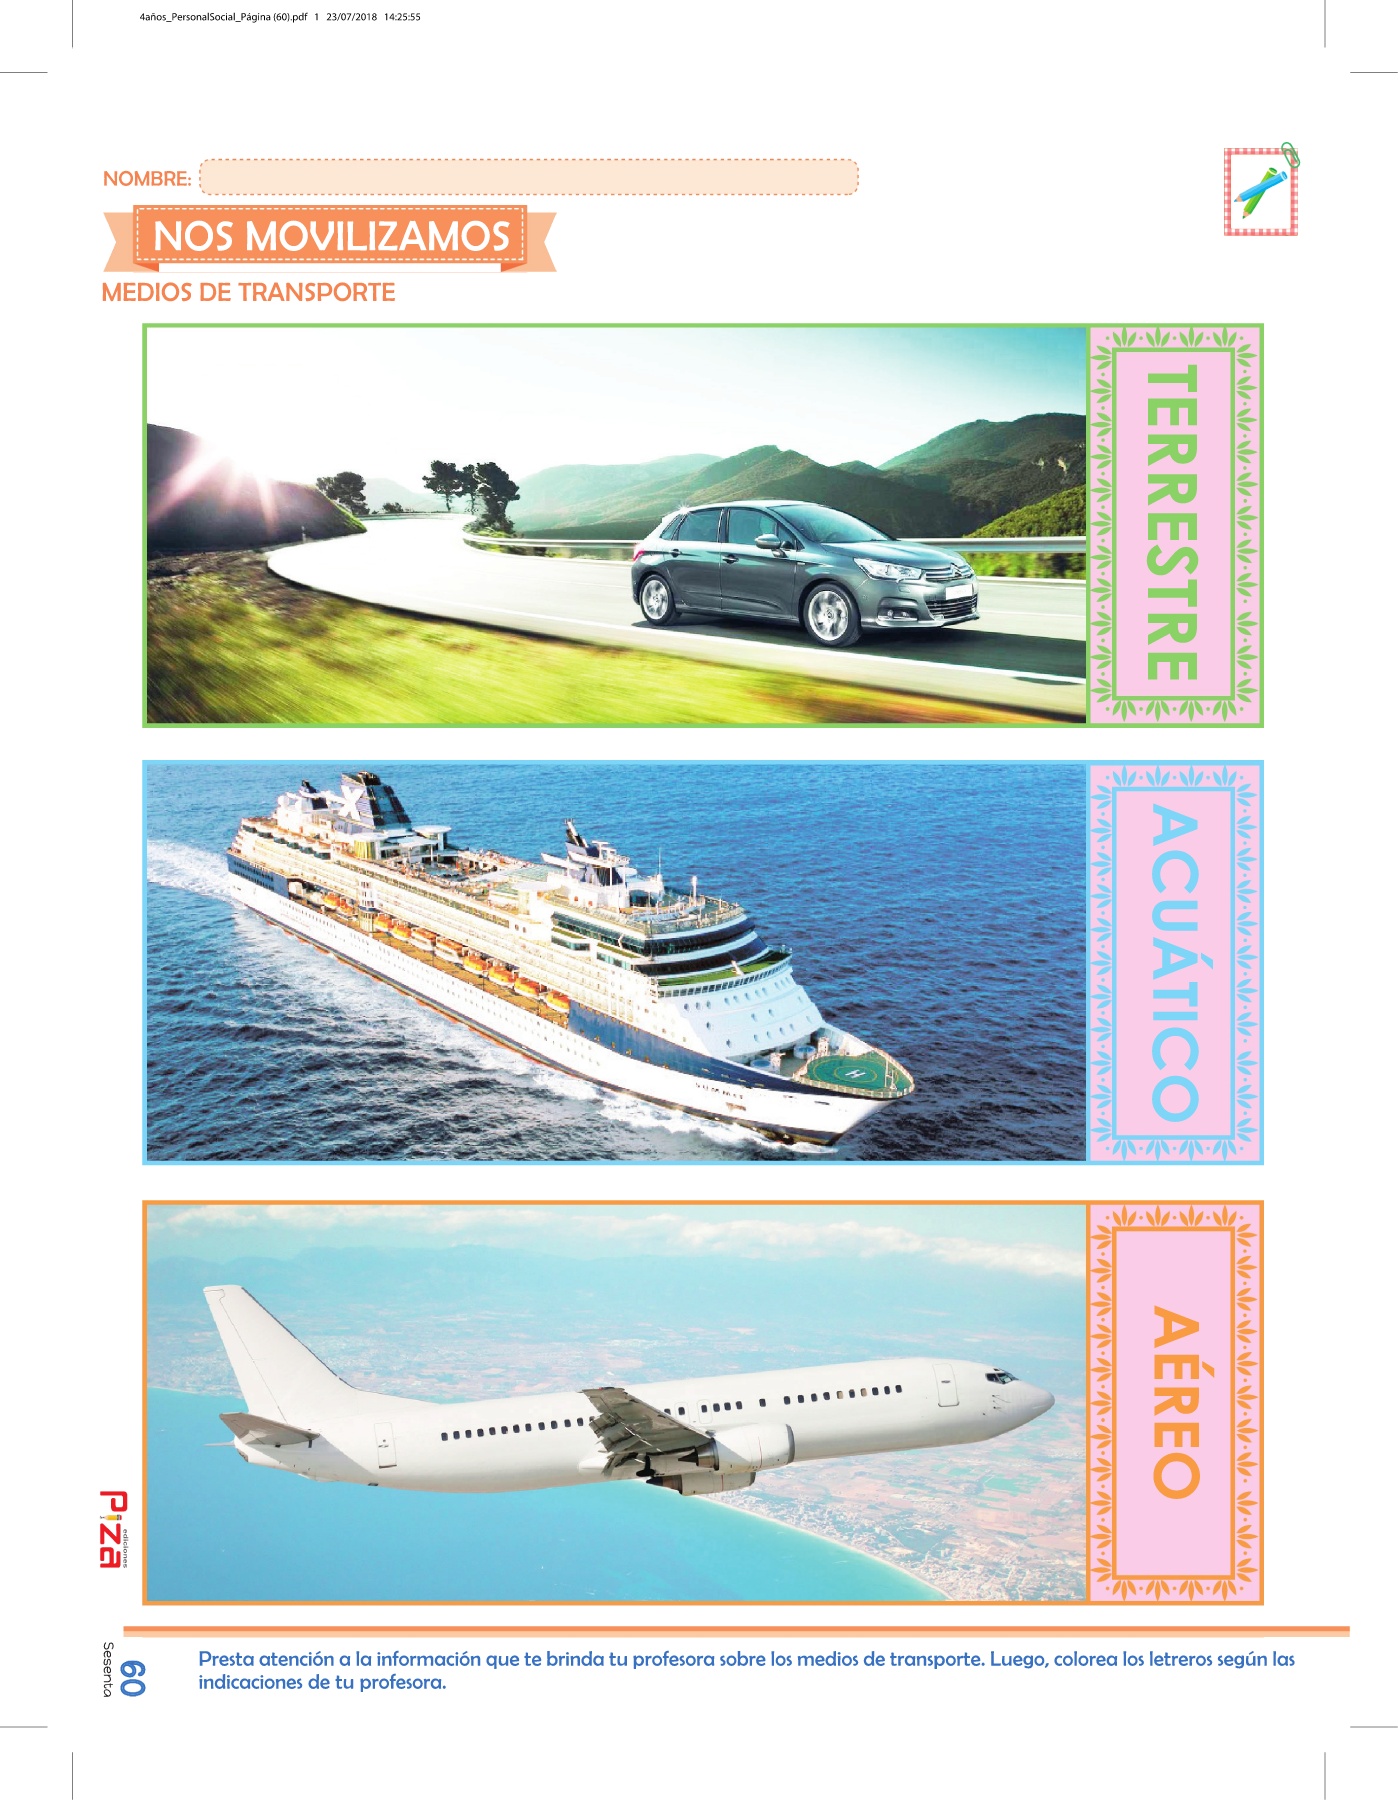 4años_PersonalSocial_Página (60).pdf   1   23/07/2018   14:25:55
NOMBRE:
NOS MOVILIZAMOS
MEDIOS DE TRANSPORTE
TERRESTRE
X
H
ACUÁTICO
AÉREO
Piza
ediciones
60
Sesenta
Presta atención a la información que te brinda tu profesora sobre los medios de transporte. Luego, colorea los letreros según las
indicaciones de tu profesora.